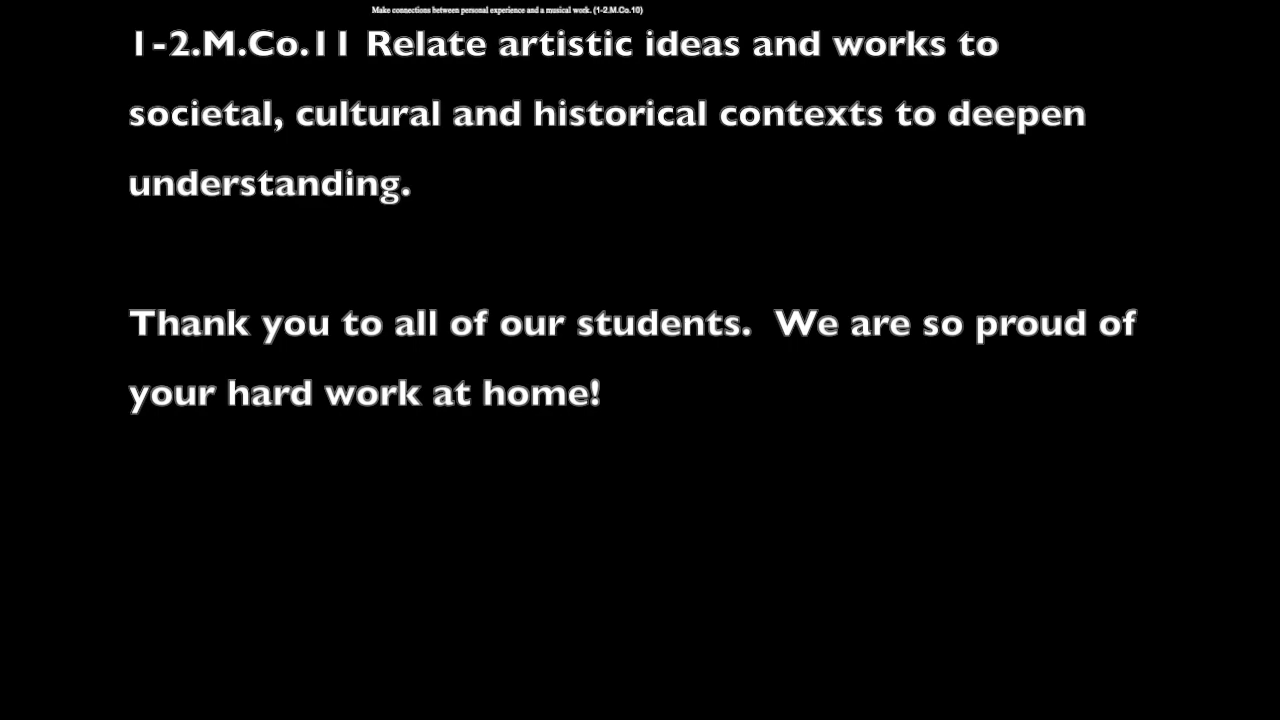 Make connections between personal experience and a musical work. (1-2.M.Co.10)
1-2.M.Co.11 Relate artistic ideas and works to
societal, cultural and historical contexts to deepen
understanding.
Thank you to all of our students.  We are so proud of
your hard work at home!